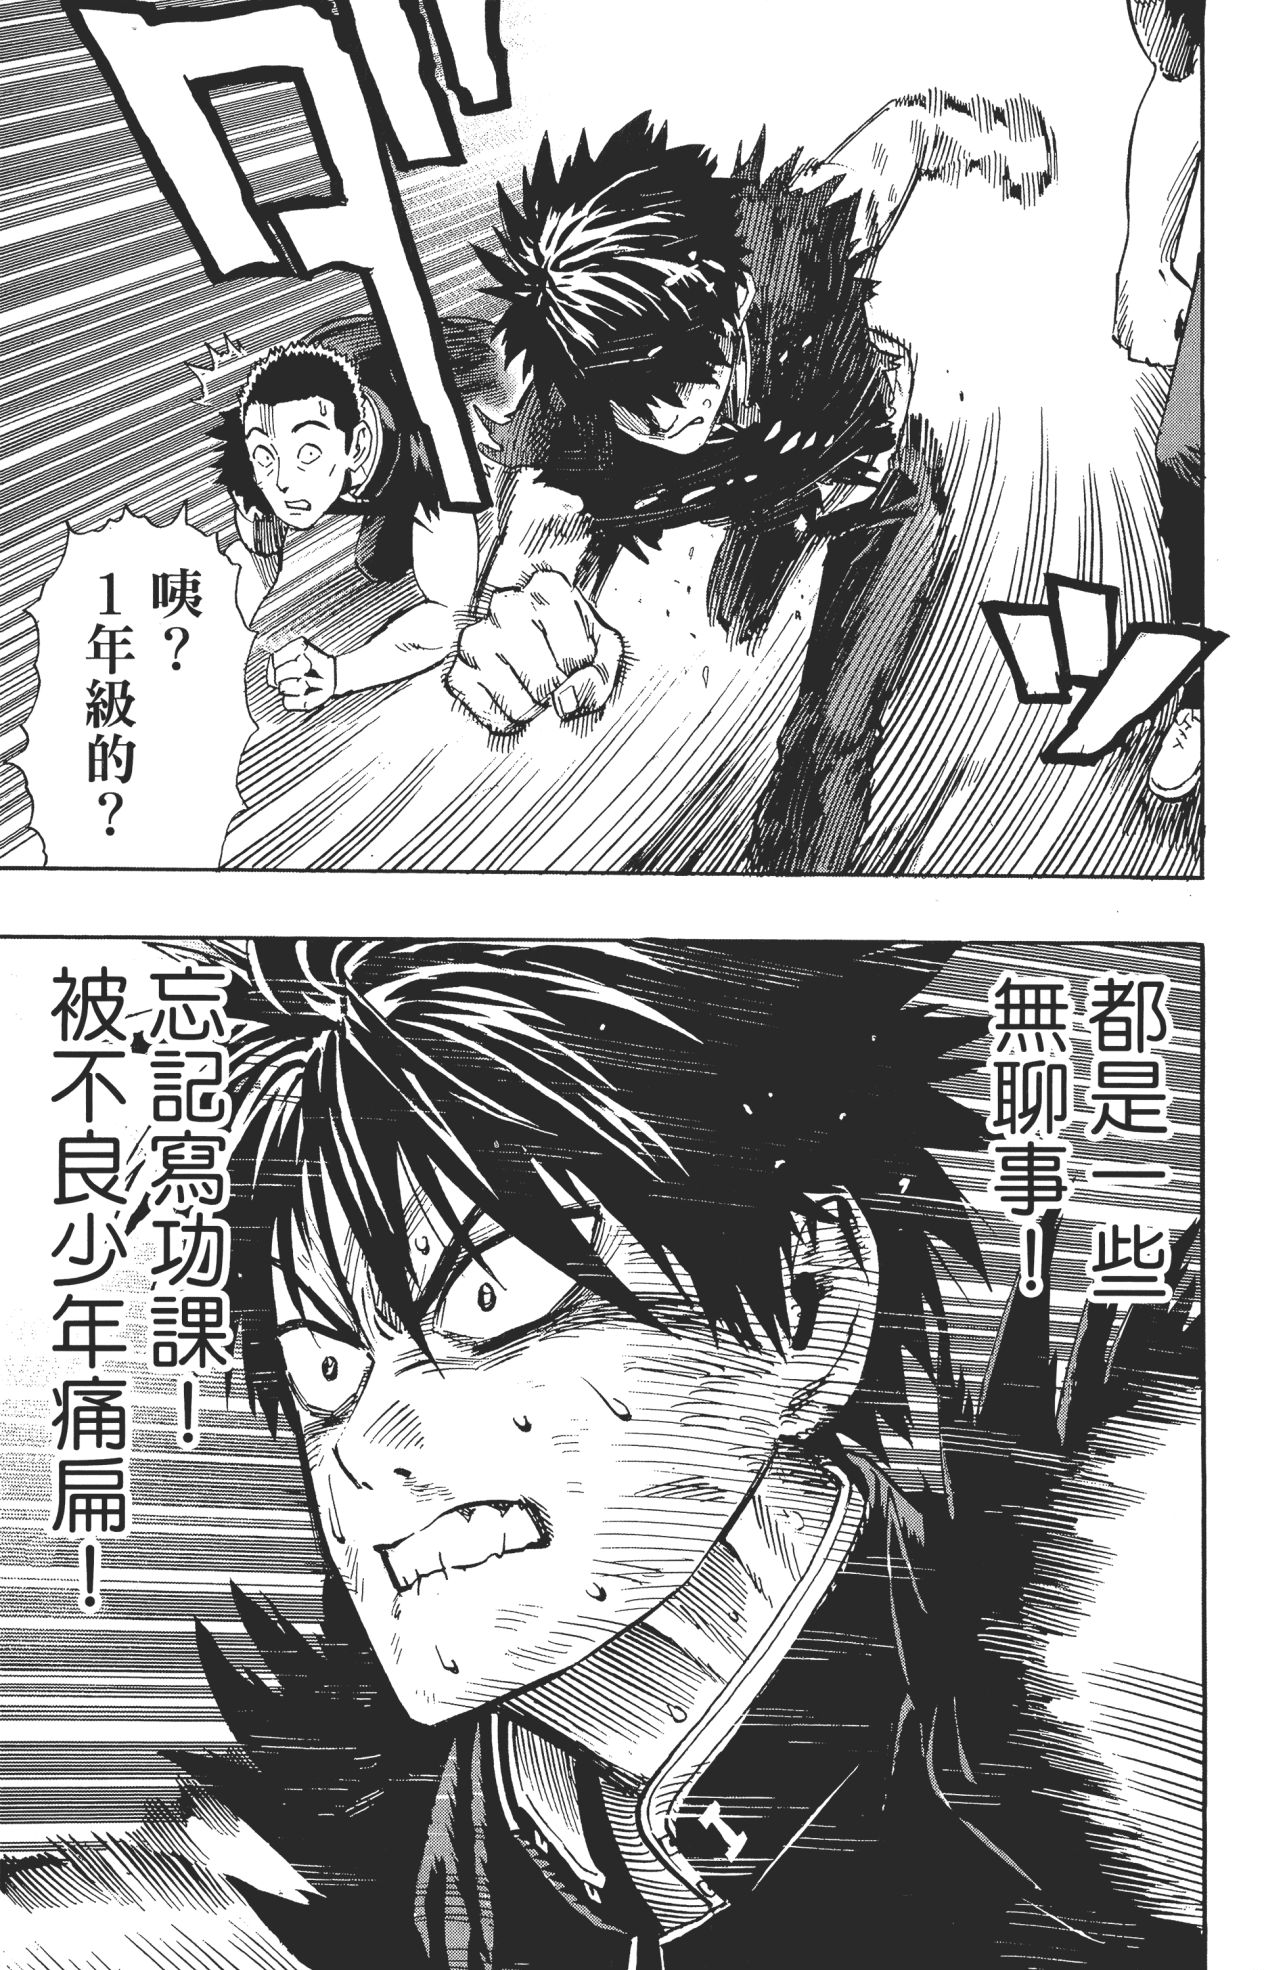 咦？
１年級的？
都是一些
無聊事！
忘記寫功課！
被不良少年痛扁！
I